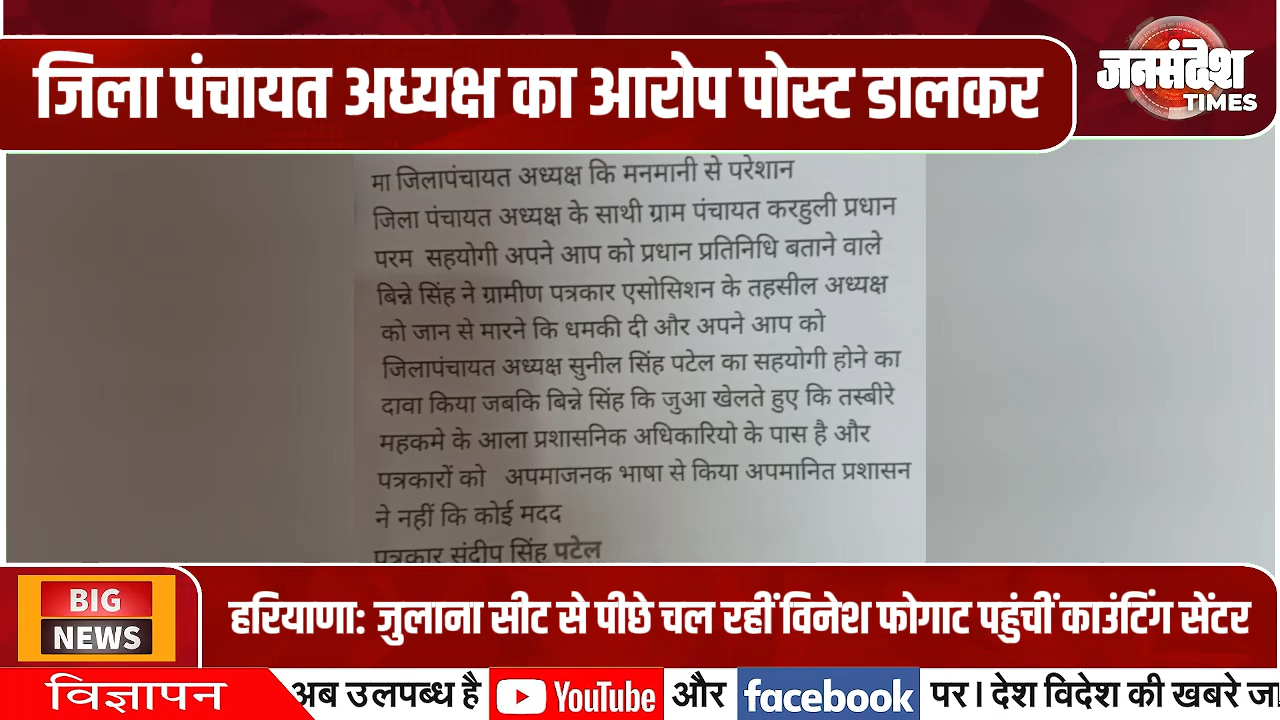 जिला पंचायत अध्यक्ष का आरोप पोस्ट डालकर
जनसंदेश
TIMES
मा जिलापंचायत अध्यक्ष कि मनमानी से परेशान
जिला पंचायत अध्यक्ष के साथी ग्राम पंचायत करहुली प्रधान
परम सहयोगी अपने आप को प्रधान प्रतिनिधि बताने वाले
बिन्ने सिंह ने ग्रामीण पत्रकार एसोसिशन के तहसील अध्यक्ष
को जान से मारने कि धमकी दी और अपने आप को
जिलापंचायत अध्यक्ष सुनील सिंह पटेल का सहयोगी होने का
दावा किया जबकि बिन्ने सिंह कि जुआ खेलते हुए कि तस्बीरे
महकमे के आला प्रशासनिक अधिकारियो के पास है और
पत्रकारों को अपमाजनक भाषा से किया अपमानित प्रशासन
ने नहीं कि कोई मदद
पत्रकार संदीप सिंह पटेल
BIG
NEWS
हरियाणा: जुलाना सीट से पीछे चल रहीं विनेश फोगाट पहुंचीं काउंटिंग सेंटर
विज्ञापन अब उपलब्ध है YouTube और facebook पर। देश विदेश की खबरे जा